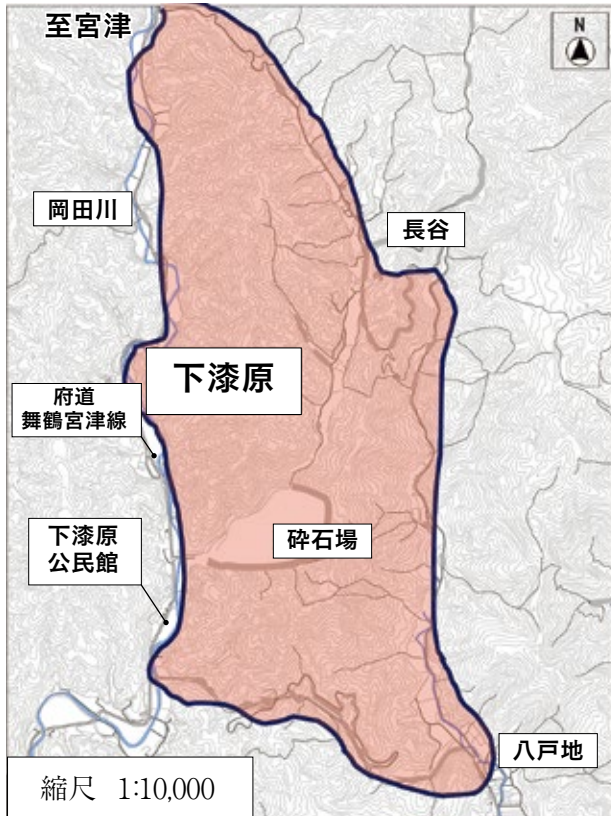 至宮津
N
岡田川
長谷
下漆原
府道
舞鶴宮津線
下漆原
公民館
砕石場
八戸地
縮尺 1:10,000